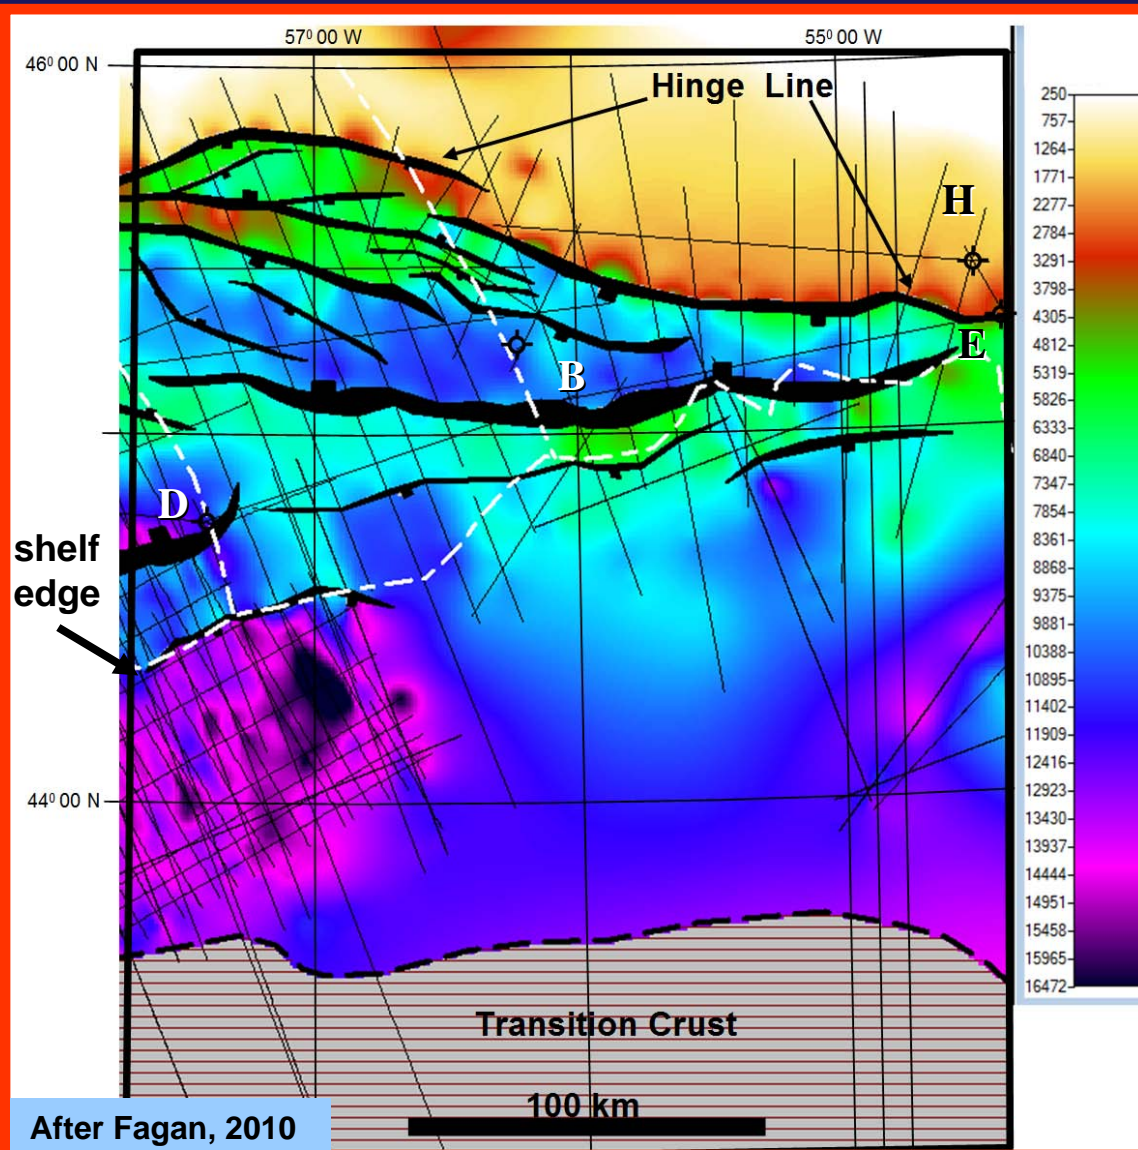 57⁰ 00 W
55⁰ 00 W
46⁰ 00 N
Hinge Line
H
E
B
D
shelf
edge
44⁰ 00 N
Transition Crust
100 km
After Fagan, 2010
250
757
1264
1771
2277
2784
3291
3798
4305
4812
5319
5826
6333
6840
7347
7854
8361
8868
9375
9881
10388
10895
11402
11909
12416
12923
13430
13937
14444
14951
15458
15965
16472